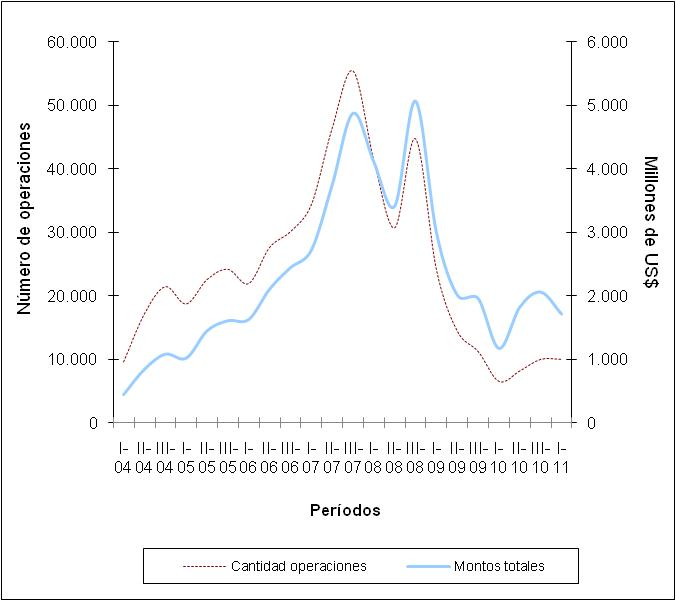 60.000
50.000
40.000
30.000
20.000
10.000
0
Número de operaciones
6.000
5.000
4.000
3.000
2.000
1.000
0
Millones de US$
I- II- III- I- II- III- I- II- III- I- II- III- I- II- III- I- II- III- I- II- III- I-
04 04 04 05 05 05 06 06 06 07 07 07 08 08 08 09 09 09 10 10 10 11
Períodos
Cantidad operaciones Montos totales